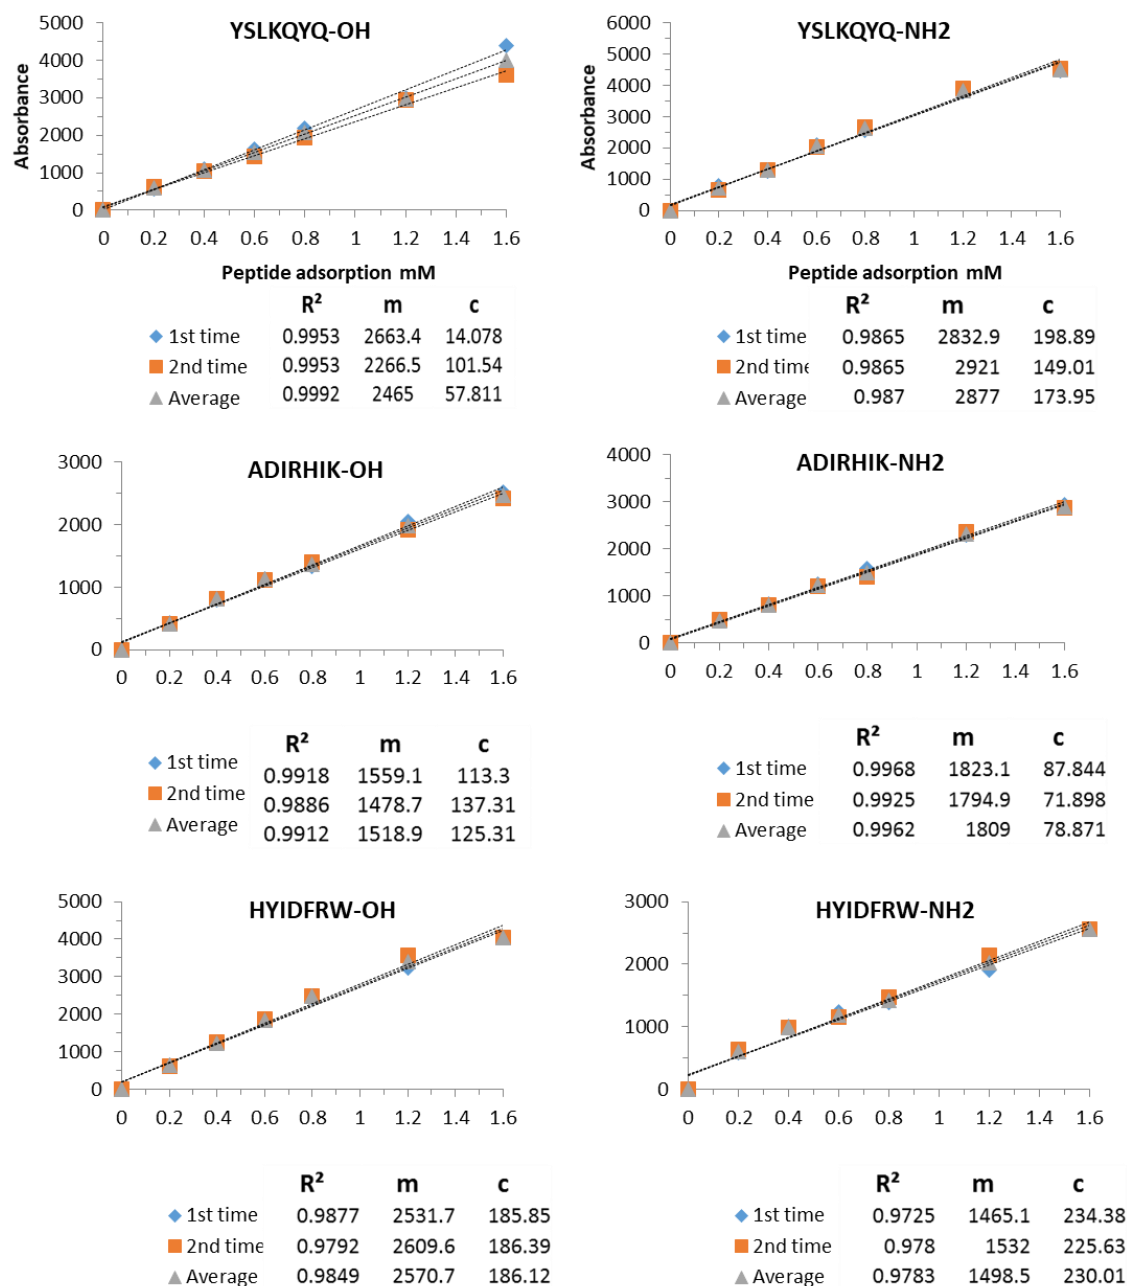 YSLKQYQ-OH
Absorbance
5000
4000
3000
2000
1000
0
0 0.2 0.4 0.6 0.8 1 1.2 1.4 1.6
Peptide adsorption mM
R² m c
1st time 0.9953 2663.4 14.078
2nd time 0.9953 2266.5 101.54
Average 0.9992 2465 57.811
YSLKQYQ-NH2
Absorbance
6000
5000
4000
3000
2000
1000
0
0 0.2 0.4 0.6 0.8 1 1.2 1.4 1.6
Peptide adsorption mM
R² m c
1st time 0.9865 2832.9 198.89
2nd time 0.9865 2921 149.01
Average 0.987 2877 173.95
ADIRHIK-OH
3000
2000
1000
0
0 0.2 0.4 0.6 0.8 1 1.2 1.4 1.6
R² m c
1st time 0.9918 1559.1 113.3
2nd time 0.9886 1478.7 137.31
Average 0.9912 1518.9 125.31
ADIRHIK-NH2
4000
3000
2000
1000
0
0 0.2 0.4 0.6 0.8 1 1.2 1.4 1.6
R² m c
1st time 0.9968 1823.1 87.844
2nd time 0.9925 1794.9 71.898
Average 0.9962 1809 78.871
HYIDFRW-OH
5000
4000
3000
2000
1000
0
0 0.2 0.4 0.6 0.8 1 1.2 1.4 1.6
R² m c
1st time 0.9877 2531.7 185.85
2nd time 0.9792 2609.6 186.39
Average 0.9849 2570.7 186.12
HYIDFRW-NH2
3000
2000
1000
0
0 0.2 0.4 0.6 0.8 1 1.2 1.4 1.6
R² m c
1st time 0.9725 1465.1 234.38
2nd time 0.978 1532 225.63
Average 0.9783 1498.5 230.01